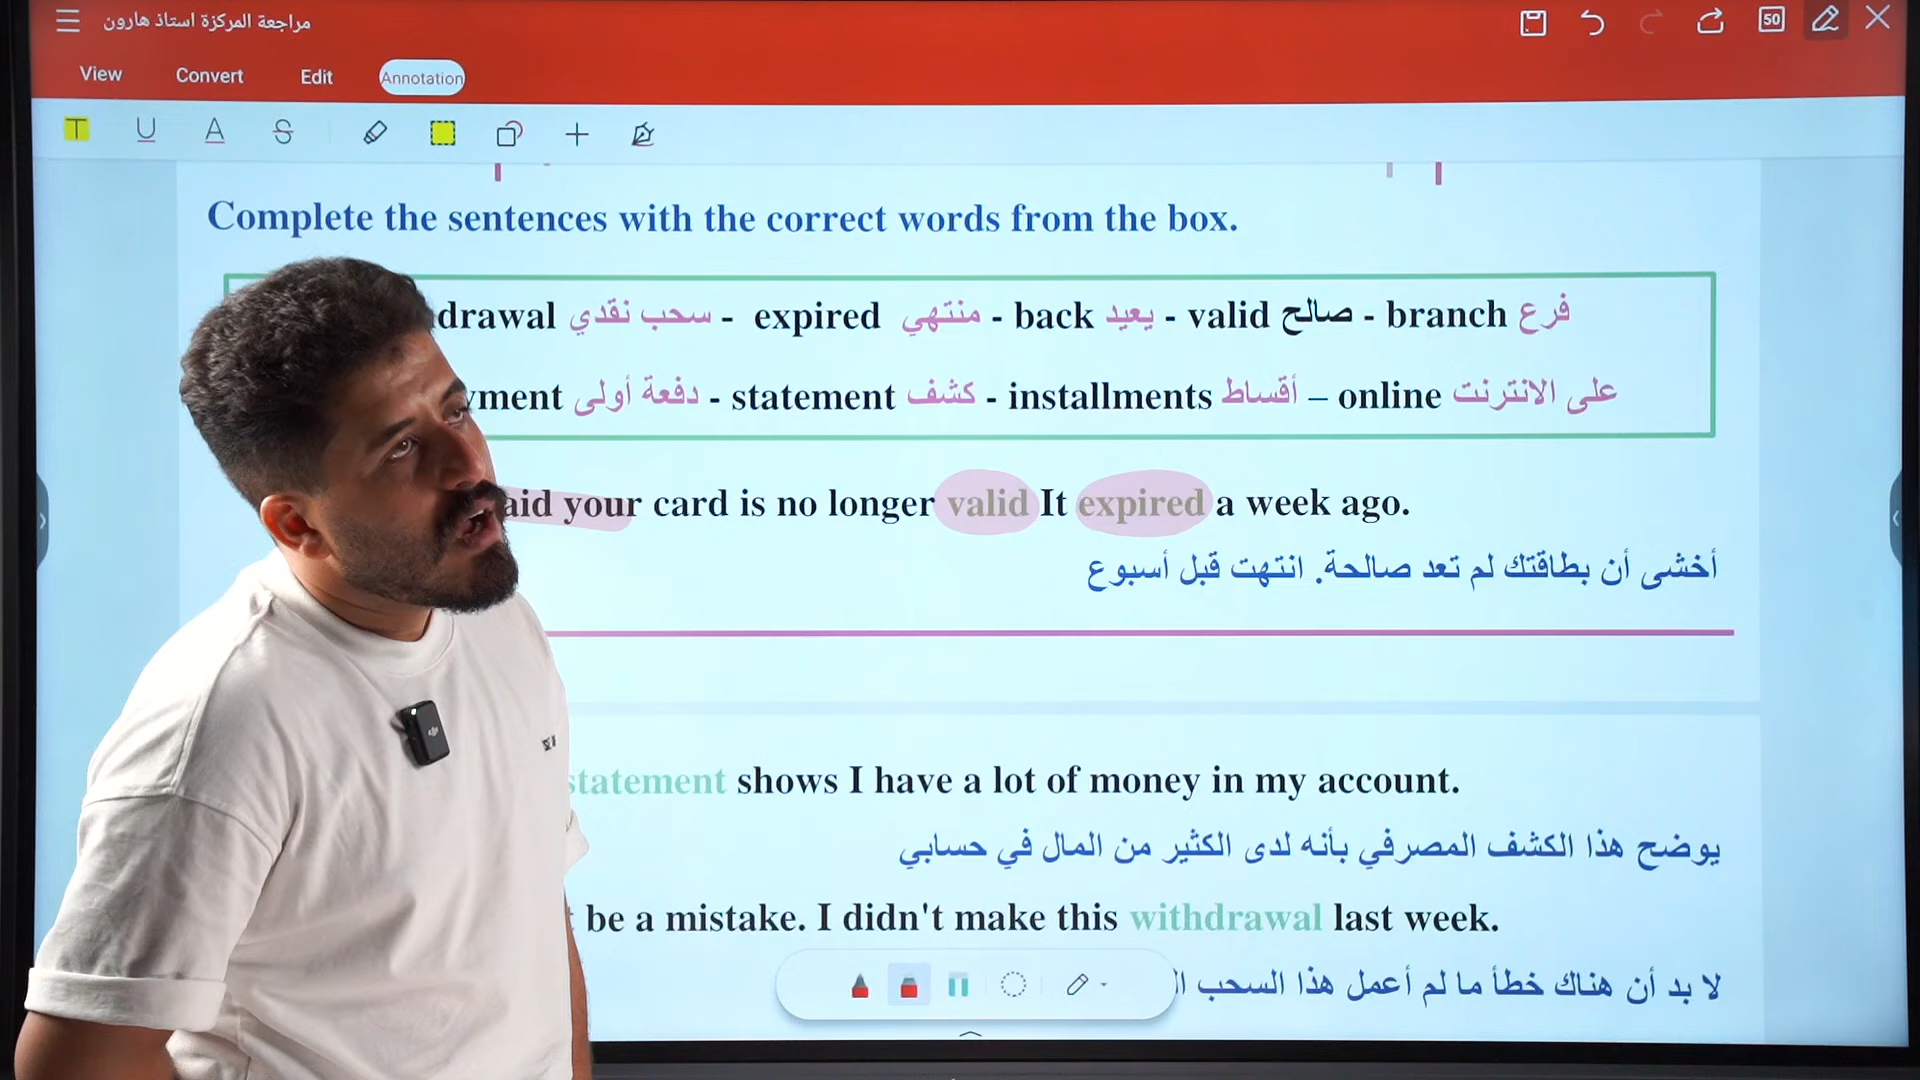 مراجعة المركزة استاذ هارون
50
View Convert Edit Annotation
Complete the sentences with the correct words from the box.
drawal سحب نقدي - expired منتهي - back يعيد - valid صالح - branch فرع
yment دفعة أولى - statement كشف - installments أقساط – online على الانترنت
aid your card is no longer valid It expired a week ago.
أخشى أن بطاقتك لم تعد صالحة. انتهت قبل أسبوع
statement shows I have a lot of money in my account.
يوضح هذا الكشف المصرفي بأنه لدى الكثير من المال في حسابي
be a mistake. I didn't make this withdrawal last week.
لا بد أن هناك خطأ ما لم أعمل هذا السحب